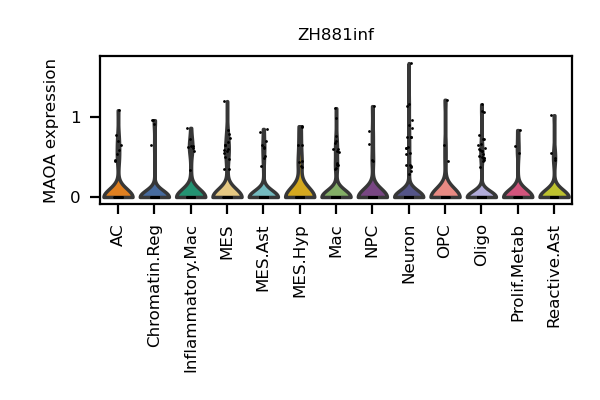 ZH881inf
MAOA expression
1
0
AC
Chromatin.Reg
Inflammatory.Mac
MES
MES.Ast
MES.Hyp
Mac
NPC
Neuron
OPC
Oligo
Prolif.Metab
Reactive.Ast